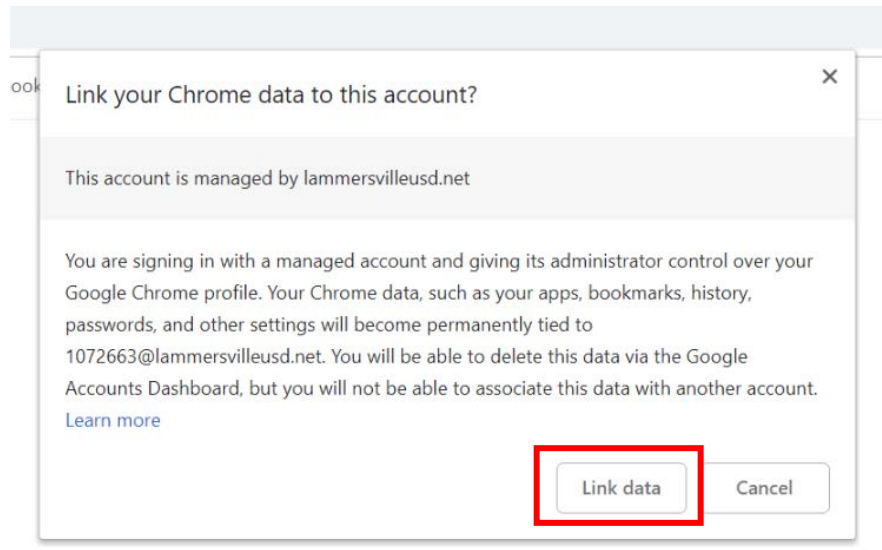 ook
Link your Chrome data to this account?
This account is managed by lammersvilleusd.net
You are signing in with a managed account and giving its administrator control over your
Google Chrome profile. Your Chrome data, such as your apps, bookmarks, history,
passwords, and other settings will become permanently tied to
1072663@lammersvilleusd.net. You will be able to delete this data via the Google
Accounts Dashboard, but you will not be able to associate this data with another account.
Learn more
Link data Cancel